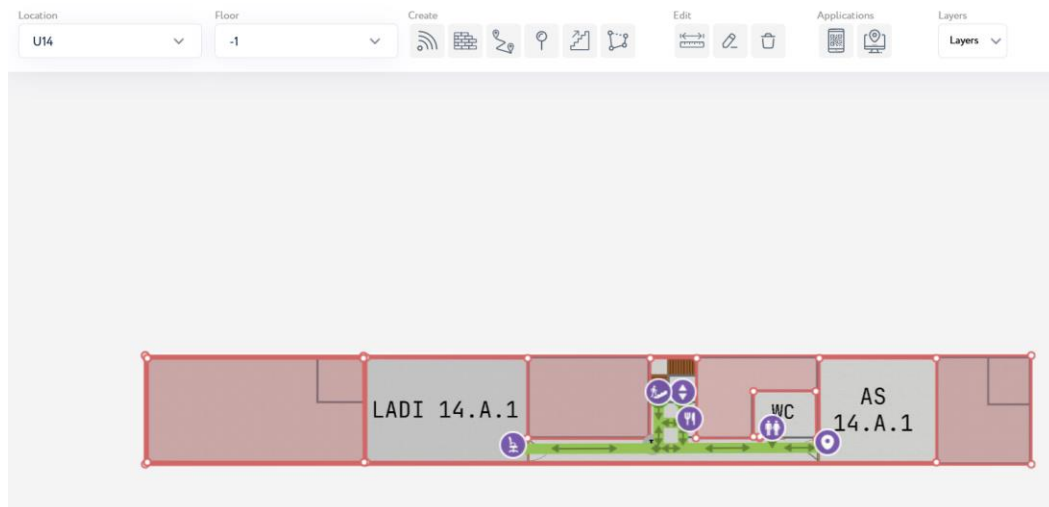 Location
Floor
Create
Edit
Applications
Layers
U14
-1
Layers
LADI 14.A.1
WC
AS
14.A.1